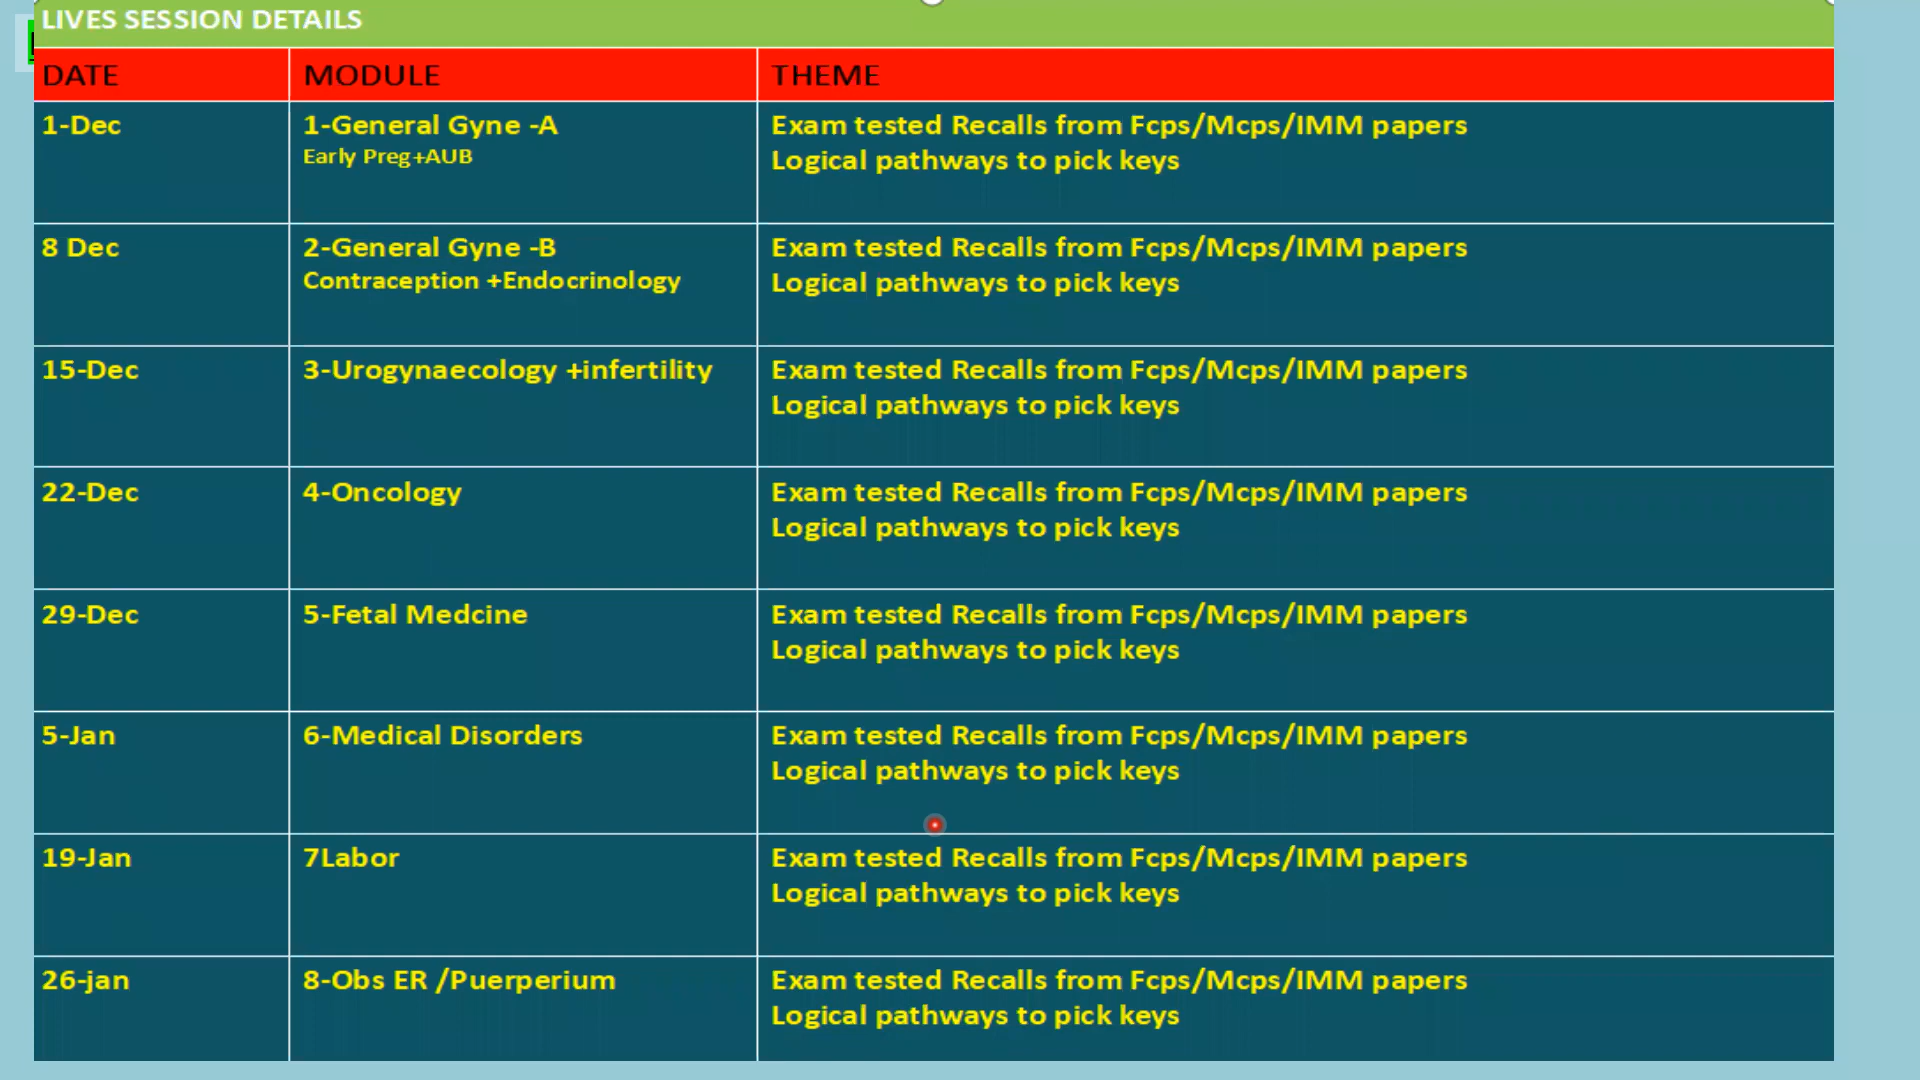 LIVES SESSION DETAILS
DATE MODULE THEME
1-Dec 1-General Gyne -A Exam tested Recalls from Fcps/Mcps/IMM papers
Early Preg+AUB Logical pathways to pick keys
8 Dec 2-General Gyne -B Exam tested Recalls from Fcps/Mcps/IMM papers
Contraception +Endocrinology Logical pathways to pick keys
15-Dec 3-Urogynaecology +infertility Exam tested Recalls from Fcps/Mcps/IMM papers
Logical pathways to pick keys
22-Dec 4-Oncology Exam tested Recalls from Fcps/Mcps/IMM papers
Logical pathways to pick keys
29-Dec 5-Fetal Medcine Exam tested Recalls from Fcps/Mcps/IMM papers
Logical pathways to pick keys
5-Jan 6-Medical Disorders Exam tested Recalls from Fcps/Mcps/IMM papers
Logical pathways to pick keys
19-Jan 7Labor Exam tested Recalls from Fcps/Mcps/IMM papers
Logical pathways to pick keys
26-jan 8-Obs ER /Puerperium Exam tested Recalls from Fcps/Mcps/IMM papers
Logical pathways to pick keys